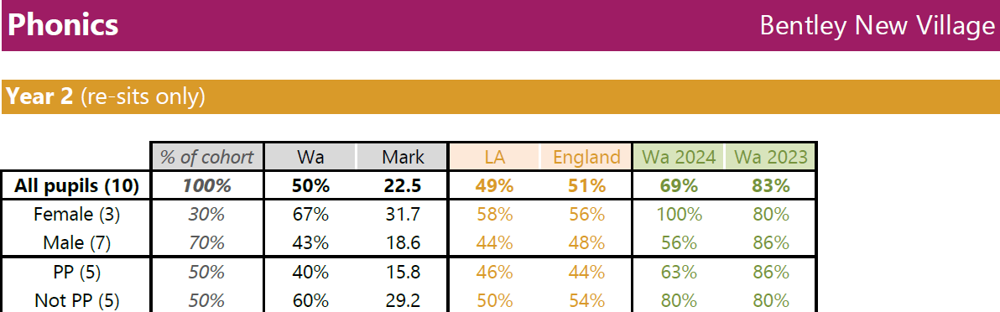 Phonics Bentley New Village
Year 2 (re-sits only)
% of cohort Wa Mark LA England Wa 2024 Wa 2023
All pupils (10) 100% 50% 22.5 49% 51% 69% 83%
Female (3) 30% 67% 31.7 58% 56% 100% 80%
Male (7) 70% 43% 18.6 44% 48% 56% 86%
PP (5) 50% 40% 15.8 46% 44% 63% 86%
Not PP (5) 50% 60% 29.2 50% 54% 80% 80%